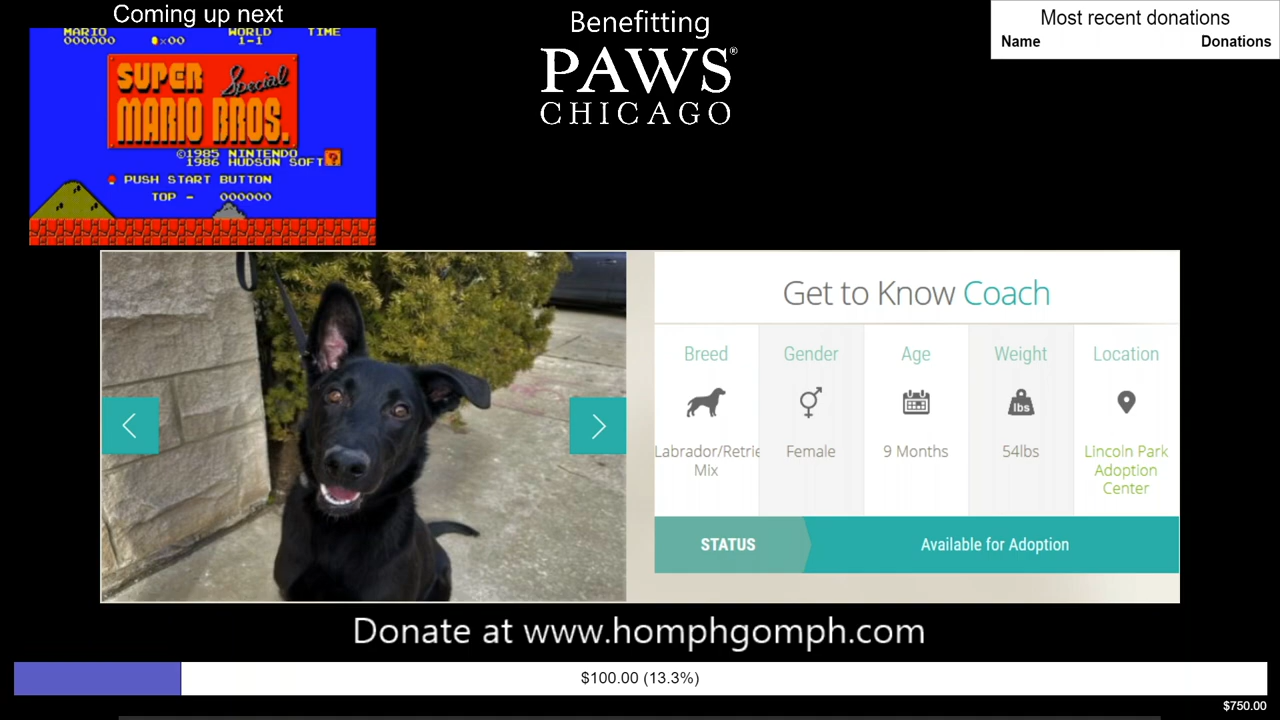 Coming up next
MARIO WORLD TIME
000000 ×00 1-1
SUPER Special
MARIO BROS.
©1985 NINTENDO
1986 HUDSON SOFT
PUSH START BUTTON
TOP - 000000
Benefitting
PAWS®
CHICAGO
Most recent donations
Name Donations
Get to Know Coach
Breed Gender Age Weight Location
lbs
Labrador/Retrie Female 9 Months 54lbs Lincoln Park
Mix Adoption
Center
STATUS Available for Adoption
Donate at www.homphgomph.com
$100.00 (13.3%)
$750.00